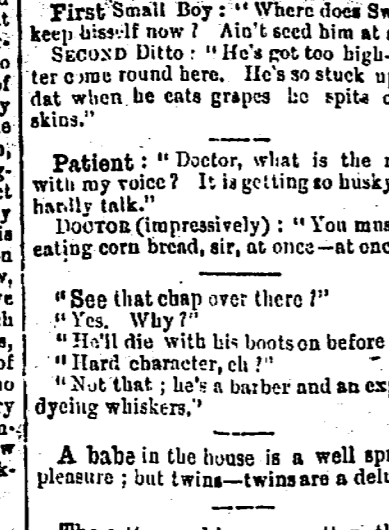 First Small Boy: "Where does Sw
keep hisself now? Ain't seed him at
SECOND Ditto: "He's got too high-
ter come round here. He's so stuck u
dat when he eats grapes he spits
skins."
Patient: "Doctor, what is the
with my voice? It is getting so husky
hardly talk."
DOCTOR (impressively): "You mus
eating corn bread, sir, at once—at onc
"See that chap over there?"
"Yes. Why?"
"He'll die with his boots on before
"Hard character, eh?"
"Not that; he's a barber and an ex
dyeing whiskers."
A babe in the house is a well spr
pleasure; but twins—twins are a delu